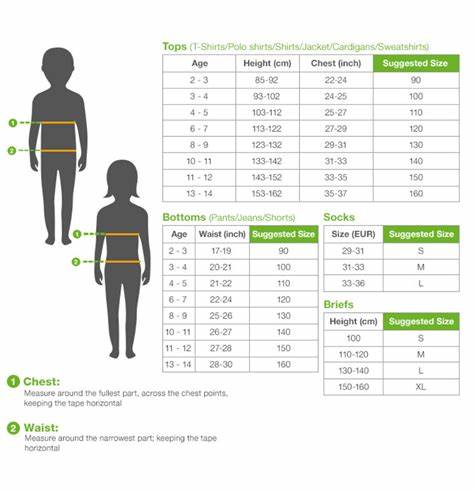 Tops (T-Shirts/Polo shirts/Shirts/Jacket/Cardigans/Sweatshirts)
Age Height (cm) Chest (inch) Suggested Size
2 - 3 85-92 22-24 90
3 - 4 93-102 24-25 100
4 - 5 103-112 25-27 110
6 - 7 113-122 27-29 120
8 - 9 123-132 29-31 130
10 - 11 133-142 31-33 140
11 - 12 143-152 33-35 150
13 - 14 153-162 35-37 160
1
2
1
2
Bottoms (Pants/Jeans/Shorts)
Age Waist (inch) Suggested Size
2 - 3 17-19 90
3 - 4 20-21 100
4 - 5 21-22 110
6 - 7 23-24 120
8 - 9 24-25 130
10 - 11 25-26 140
11 - 12 27-28 150
13 - 14 28-30 160
Socks
Size (EUR) Suggested Size
29-31 S
31-33 M
33-36 L
Briefs
Height (cm) Suggested Size
100 S
110-120 M
130-140 L
150-160 XL
1 Chest:
Measure around the fullest part, across the chest points,
keeping the tape horizontal
2 Waist:
Measure around the narrowest part; keeping the tape
horizontal